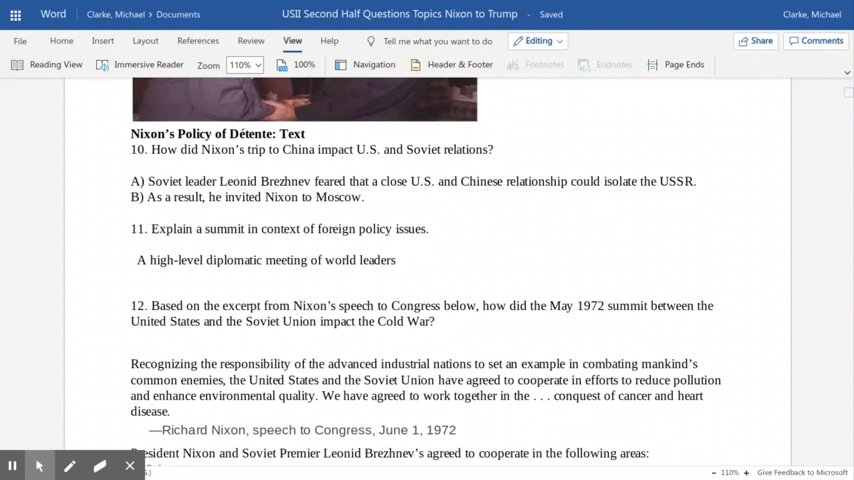 Word Clarke, Michael > Documents USII Second Half Questions Topics Nixon to Trump - Saved Clarke, Michael
File Home Insert Layout References Review View Help Tell me what you want to do Editing Share Comments
Reading View Immersive Reader Zoom 110% 100% Navigation Header & Footer Footnotes Endnotes Page Ends
Nixon's Policy of Détente: Text
10. How did Nixon's trip to China impact U.S. and Soviet relations?
A) Soviet leader Leonid Brezhnev feared that a close U.S. and Chinese relationship could isolate the USSR.
B) As a result, he invited Nixon to Moscow.
11. Explain a summit in context of foreign policy issues.
A high-level diplomatic meeting of world leaders
12. Based on the excerpt from Nixon's speech to Congress below, how did the May 1972 summit between the
United States and the Soviet Union impact the Cold War?
Recognizing the responsibility of the advanced industrial nations to set an example in combating mankind's
common enemies, the United States and the Soviet Union have agreed to cooperate in efforts to reduce pollution
and enhance environmental quality. We have agreed to work together in the . . . conquest of cancer and heart
disease.
—Richard Nixon, speech to Congress, June 1, 1972
President Nixon and Soviet Premier Leonid Brezhnev's agreed to cooperate in the following areas:
- 110% + Give Feedback to Microsoft